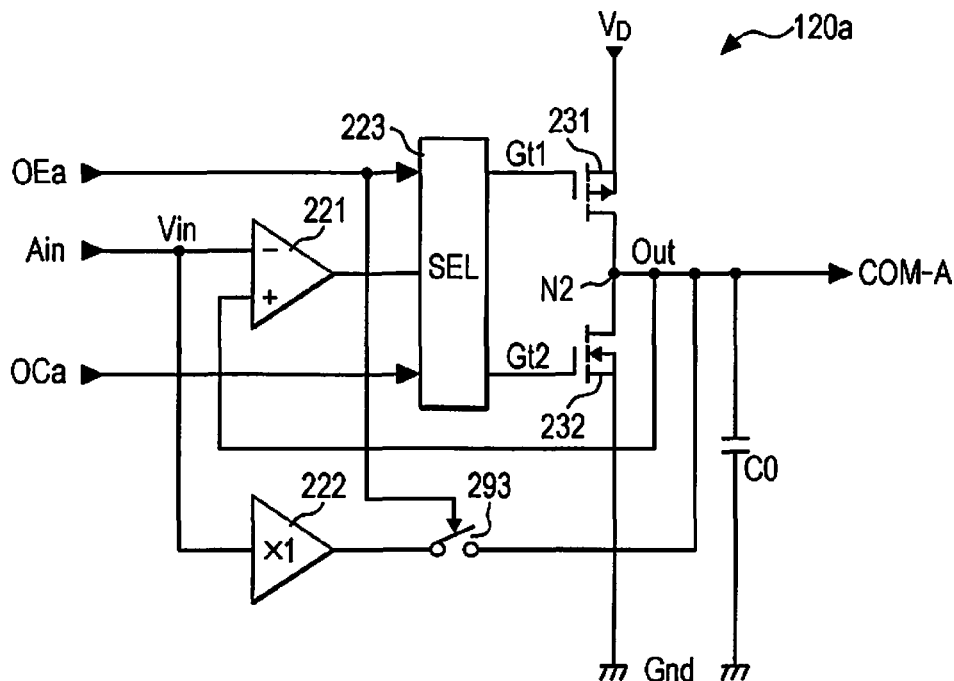 120a
VD
223
231
OEa
Gt1
221
Ain
Vin
−
+
SEL
Out
N2
COM-A
OCa
Gt2
232
C0
222
293
×1
Gnd